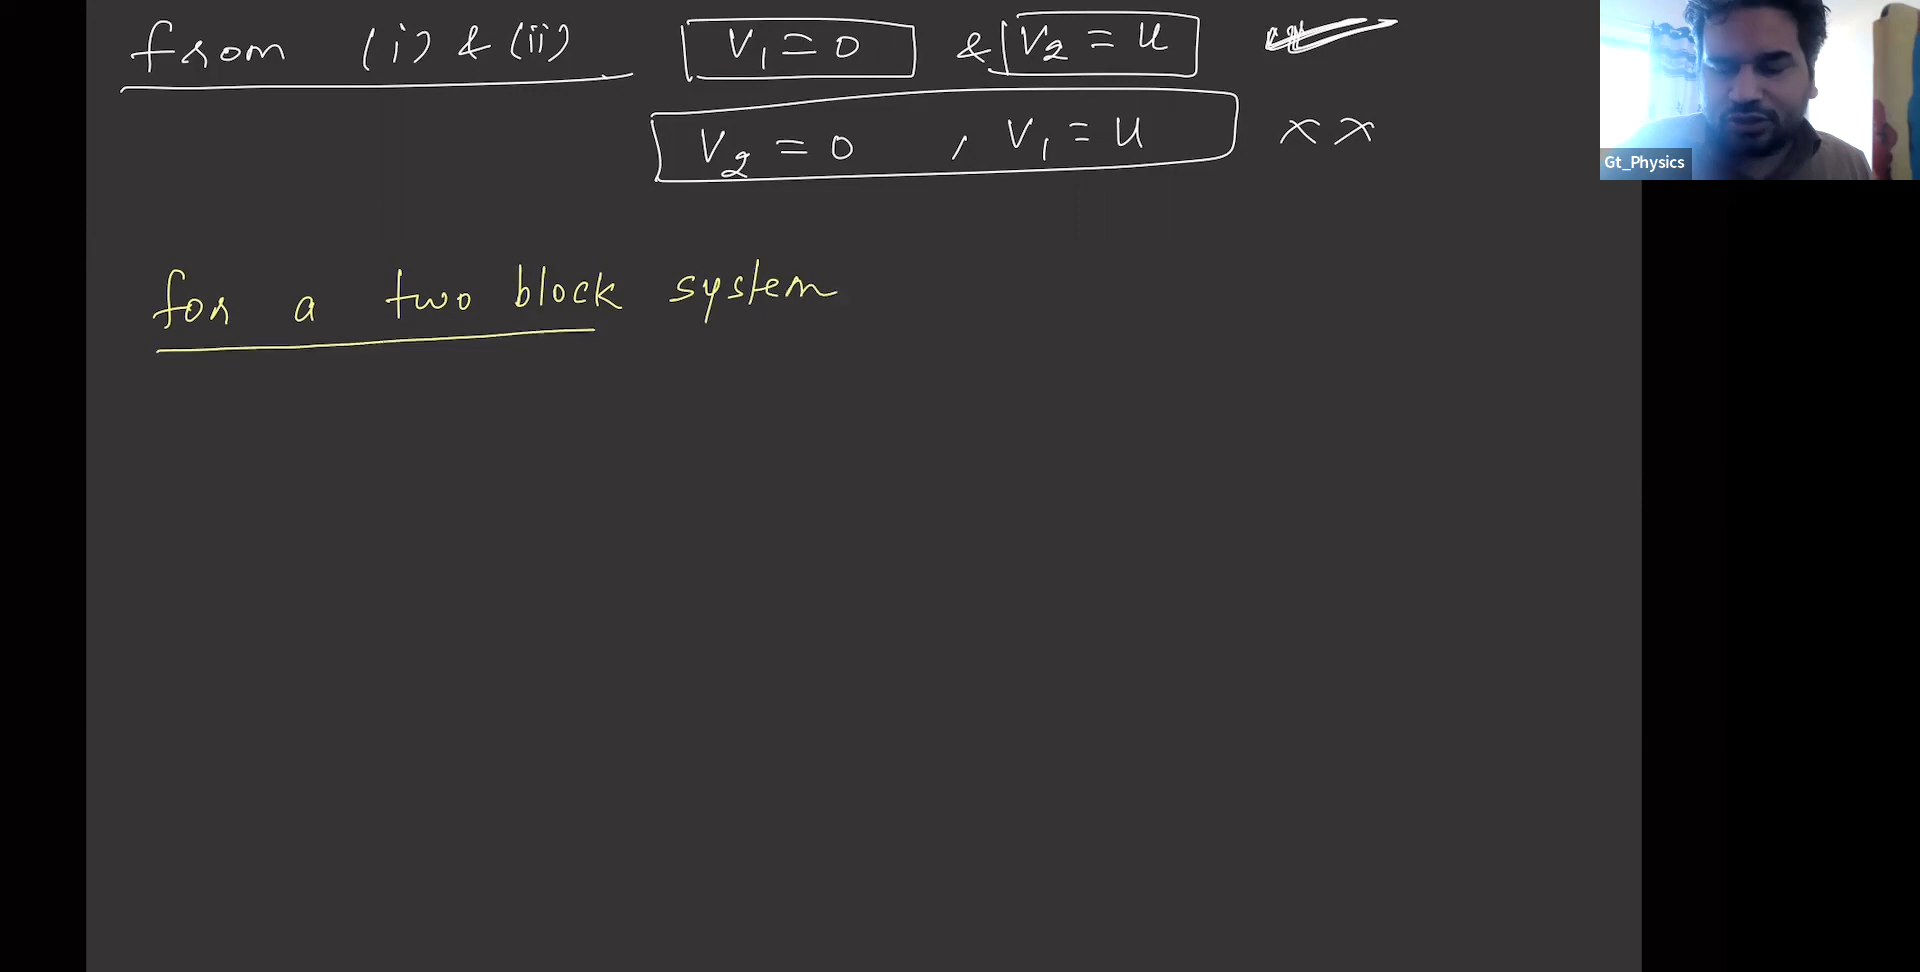 from (i) & (ii) V₁ = 0 & V₂ = u
V₂ = 0 , V₁ = u x x
for a two block system
Gt_Physics